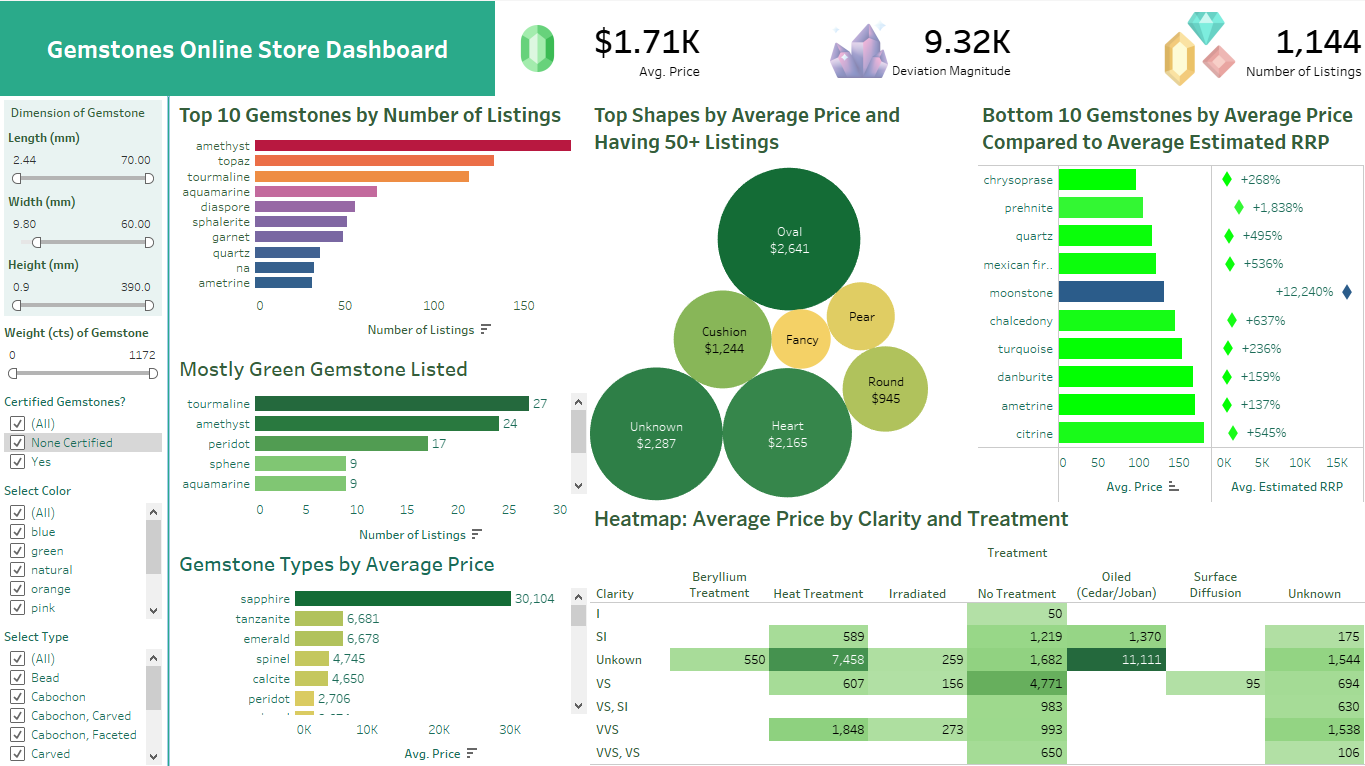 Gemstones Online Store Dashboard
$1.71K
Avg. Price
9.32K
Deviation Magnitude
1,144
Number of Listings
Dimension of Gemstone
Length (mm)
2.44 70.00
Width (mm)
9.80 60.00
Height (mm)
0.9 390.0
Weight (cts) of Gemstone
0 1172
Certified Gemstones?
(All)
None Certified
Yes
Select Color
(All)
blue
green
natural
orange
pink
Select Type
(All)
Bead
Cabochon
Cabochon, Carved
Cabochon, Faceted
Carved
Top 10 Gemstones by Number of Listings
amethyst
topaz
tourmaline
aquamarine
diaspore
sphalerite
garnet
quartz
na
ametrine
0 50 100 150
Number of Listings
Mostly Green Gemstone Listed
tourmaline 27
amethyst 24
peridot 17
sphene 9
aquamarine 9
0 5 10 15 20 25 30
Number of Listings
Gemstone Types by Average Price
sapphire 30,104
tanzanite 6,681
emerald 6,678
spinel 4,745
calcite 4,650
peridot 2,706
0K 10K 20K 30K
Avg. Price
Top Shapes by Average Price and
Having 50+ Listings
Oval
$2,641
Pear
Cushion
$1,244
Fancy
Round
$945
Unknown
$2,287
Heart
$2,165
Bottom 10 Gemstones by Average Price
Compared to Average Estimated RRP
chrysoprase +268%
prehnite +1,838%
quartz +495%
mexican fir.. +536%
moonstone +12,240%
chalcedony +637%
turquoise +236%
danburite +159%
ametrine +137%
citrine +545%
0 50 100 150 0K 5K 10K 15K
Avg. Price Avg. Estimated RRP
Heatmap: Average Price by Clarity and Treatment
Treatment
Clarity Beryllium Treatment Heat Treatment Irradiated No Treatment Oiled (Cedar/Joban) Surface Diffusion Unknown
I 50
SI 589 1,219 1,370 175
Unkown 550 7,458 259 1,682 11,111 1,544
VS 607 156 4,771 95 694
VS, SI 983 630
VVS 1,848 273 993 1,538
VVS, VS 650 106